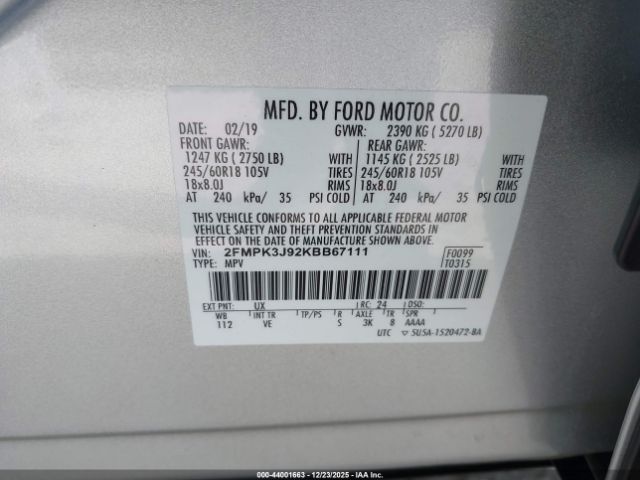 MFD. BY FORD MOTOR CO.
DATE: 02/19 GVWR: 2390 KG ( 5270 LB)
FRONT GAWR: REAR GAWR:
1247 KG ( 2750 LB) WITH 1145 KG ( 2525 LB) WITH
245/60R18 105V TIRES 245/60R18 105V TIRES
18x8.0J RIMS 18x8.0J RIMS
AT 240 kPa/ 35 PSI COLD AT 240 kPa/ 35 PSI COLD
THIS VEHICLE CONFORMS TO ALL APPLICABLE FEDERAL MOTOR
VEHICLE SAFETY AND THEFT PREVENTION STANDARDS IN
EFFECT ON THE DATE OF MANUFACTURE SHOWN ABOVE.
VIN: 2FMPK3J92KBB67111 F0099
TYPE: MPV T0315
EXT PNT: UX RC: 24 DSO:
WB INT TR TP/PS R AXLE TR SPR
112 VE S 3K 8 AAAA
UTC 5U5A-1520472-BA
000-44001663 - 12/23/2025 - IAA Inc.